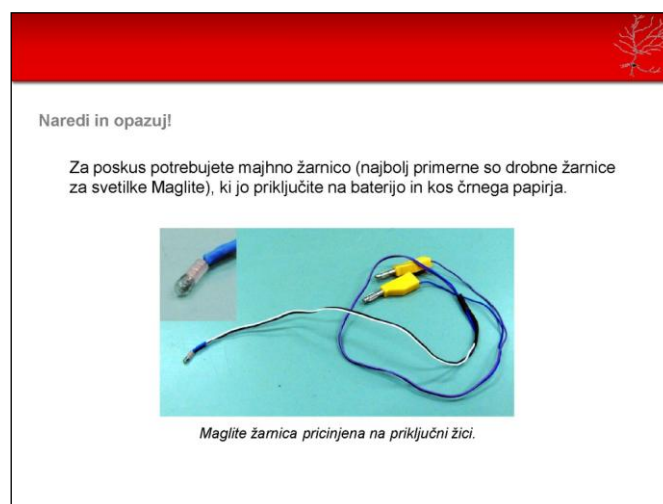 Naredi in opazuj!
Za poskus potrebujete majhno žarnico (najbolj primerne so drobne žarnice
za svetilke Maglite), ki jo priključite na baterijo in kos črnega papirja.
Maglite žarnica pricinjena na priključni žici.